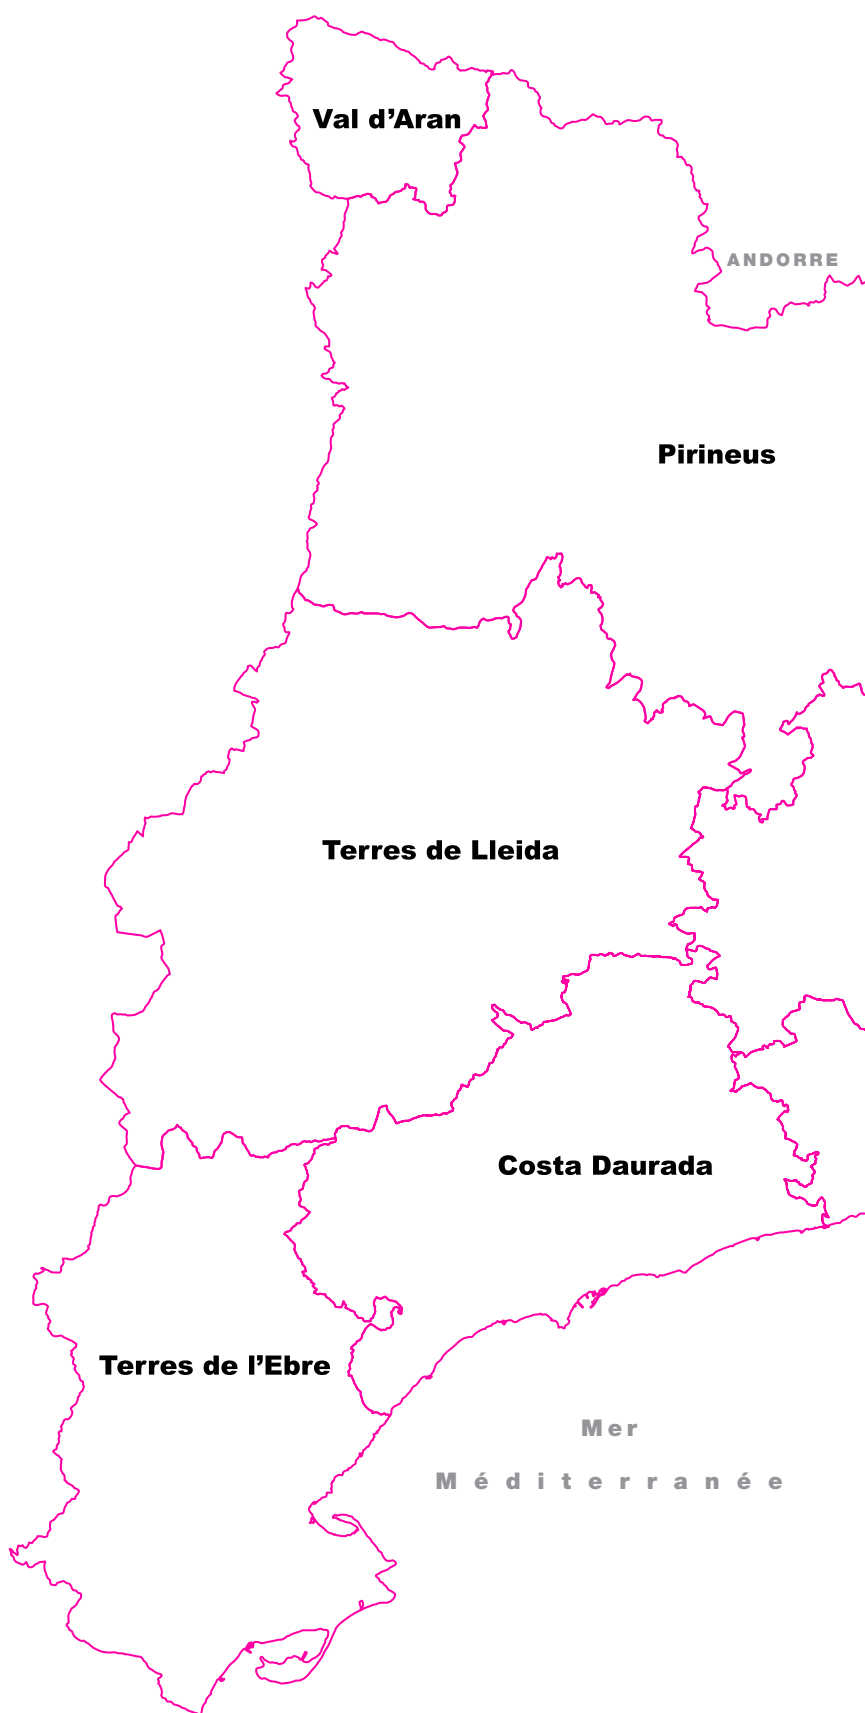 Val d’Aran
ANDORRE
Pirineus
Terres de Lleida
Costa Daurada
Terres de l’Ebre
Mer
Méditerranée